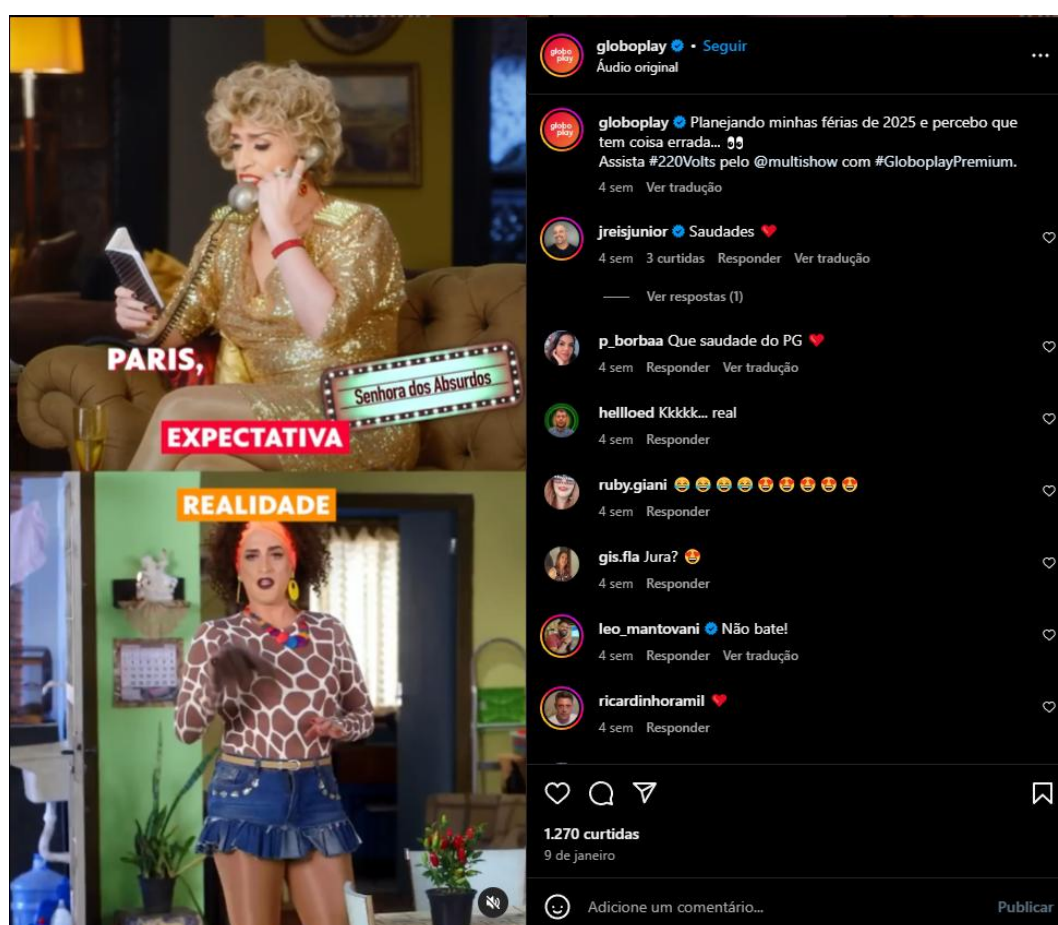 PARIS,
Senhora dos Absurdos
EXPECTATIVA
REALIDADE
globo
play
globoplay • Seguir
Áudio original
globo
play
globoplay Planejando minhas férias de 2025 e percebo que
tem coisa errada... 👀
Assista #220Volts pelo @multishow com #GloboplayPremium.
4 sem Ver tradução
jreisjunior Saudades ❤️
4 sem 3 curtidas Responder Ver tradução
Ver respostas (1)
p_borbaa Que saudade do PG ❤️
4 sem Responder Ver tradução
hellloed Kkkkk... real
4 sem Responder
ruby.giani 😂😂😂😂🤩🤩🤩🤩🤩
4 sem Responder
gis.fla Jura? 🤩
4 sem Responder
leo_mantovani Não bate!
4 sem Responder Ver tradução
ricardinhoramil ❤️
4 sem Responder
1.270 curtidas
9 de janeiro
Adicione um comentário... Publicar